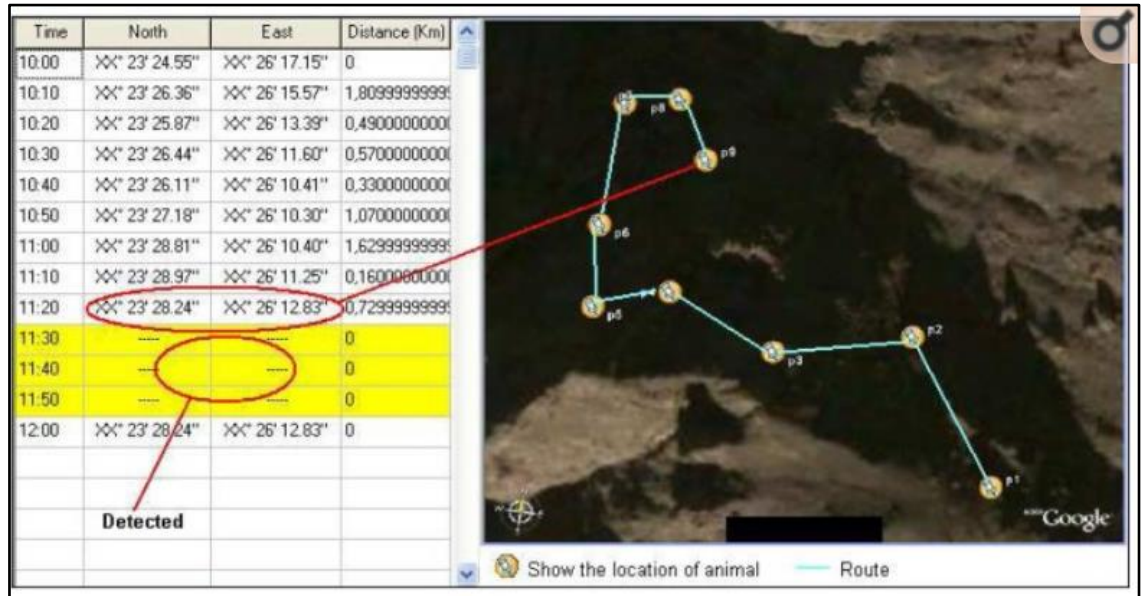 Time North East Distance (Km)
10:00 XX° 23' 24.55" XX° 26' 17.15" 0
10:10 XX° 23' 26.36" XX° 26' 15.57" 1,80999999999
10:20 XX° 23' 25.87" XX° 26' 13.39" 0,49000000000
10:30 XX° 23' 26.44" XX° 26' 11.60" 0,57000000000
10:40 XX° 23' 26.11" XX° 26' 10.41" 0,33000000000
10:50 XX° 23' 27.18" XX° 26' 10.30" 1,07000000000
11:00 XX° 23' 28.81" XX° 26' 10.40" 1,62999999999
11:10 XX° 23' 28.97" XX° 26' 11.25" 0,16000000000
11:20 XX° 23' 28.24" XX° 26' 12.83" 0,72999999999
11:30 ----- ----- 0
11:40 ----- ----- 0
11:50 ----- ----- 0
12:00 XX° 23' 28.24" XX° 26' 12.83" 0
Detected
p8
p9
p6
p5
p2
p3
p1
Google
Show the location of animal
Route